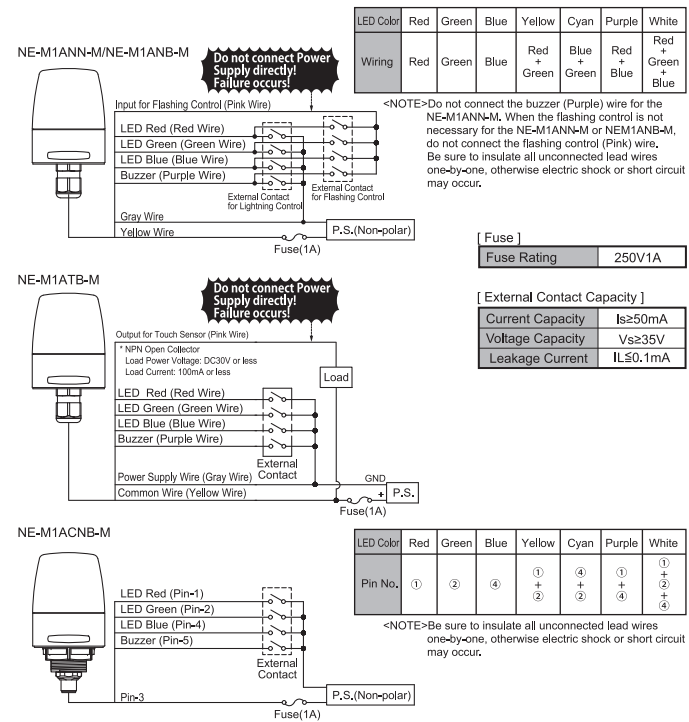 NE-M1ANN-M/NE-M1ANB-M
Do not connect Power
Supply directly!
Failure occurs!
Input for Flashing Control (Pink Wire)
LED Red (Red Wire)
LED Green (Green Wire)
LED Blue (Blue Wire)
Buzzer (Purple Wire)
External Contact
for Lightning Control
External Contact
for Flashing Control
Gray Wire
Yellow Wire
Fuse(1A)
P.S.(Non-polar)
LED Color Red Green Blue Yellow Cyan Purple White
Wiring Red Green Blue Red + Green Blue + Green Red + Blue Red + Green + Blue
<NOTE>Do not connect the buzzer (Purple) wire for the
NE-M1ANN-M. When the flashing control is not
necessary for the NE-M1ANN-M or NEM1ANB-M,
do not connect the flashing control (Pink) wire.
Be sure to insulate all unconnected lead wires
one-by-one, otherwise electric shock or short circuit
may occur.
[ Fuse ]
Fuse Rating 250V1A
[ External Contact Capacity ]
Current Capacity Is≥50mA
Voltage Capacity Vs≥35V
Leakage Current IL≦0.1mA
NE-M1ATB-M
Do not connect Power
Supply directly!
Failure occurs!
Output for Touch Sensor (Pink Wire)
* NPN Open Collector
Load Power Voltage: DC30V or less
Load Current: 100mA or less
Load
LED Red (Red Wire)
LED Green (Green Wire)
LED Blue (Blue Wire)
Buzzer (Purple Wire)
External
Contact
Power Supply Wire (Gray Wire)
GND
Common Wire (Yellow Wire)
+
P.S.
Fuse(1A)
NE-M1ACNB-M
LED Red (Pin-1)
LED Green (Pin-2)
LED Blue (Pin-4)
Buzzer (Pin-5)
External
Contact
Pin-3
Fuse(1A)
P.S.(Non-polar)
LED Color Red Green Blue Yellow Cyan Purple White
Pin No. ① ② ④ ① + ② ④ + ② ① + ④ ① + ② + ④
<NOTE>Be sure to insulate all unconnected lead wires
one-by-one, otherwise electric shock or short circuit
may occur.